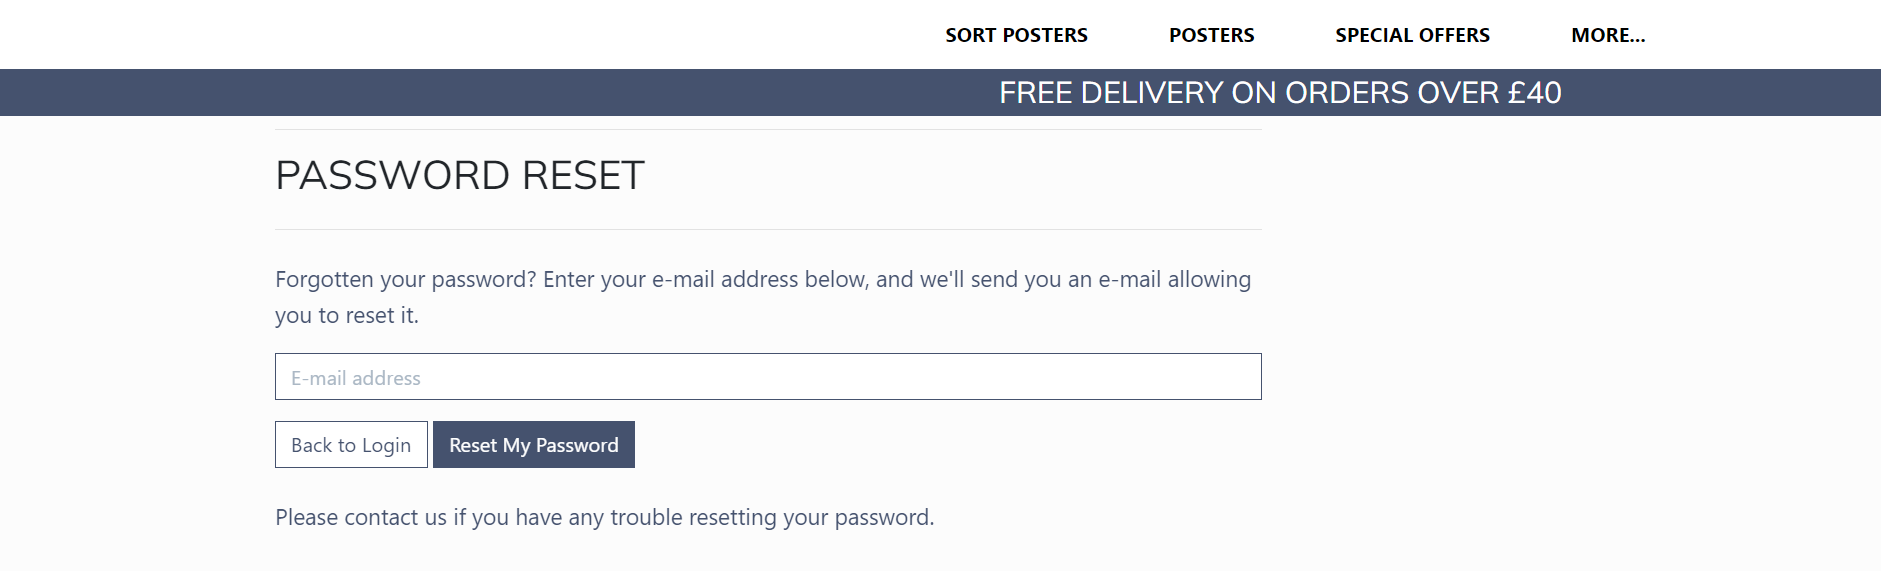 SORT POSTERS POSTERS SPECIAL OFFERS MORE...
FREE DELIVERY ON ORDERS OVER £40
PASSWORD RESET
Forgotten your password? Enter your e-mail address below, and we'll send you an e-mail allowing
you to reset it.
E-mail address
Back to Login Reset My Password
Please contact us if you have any trouble resetting your password.